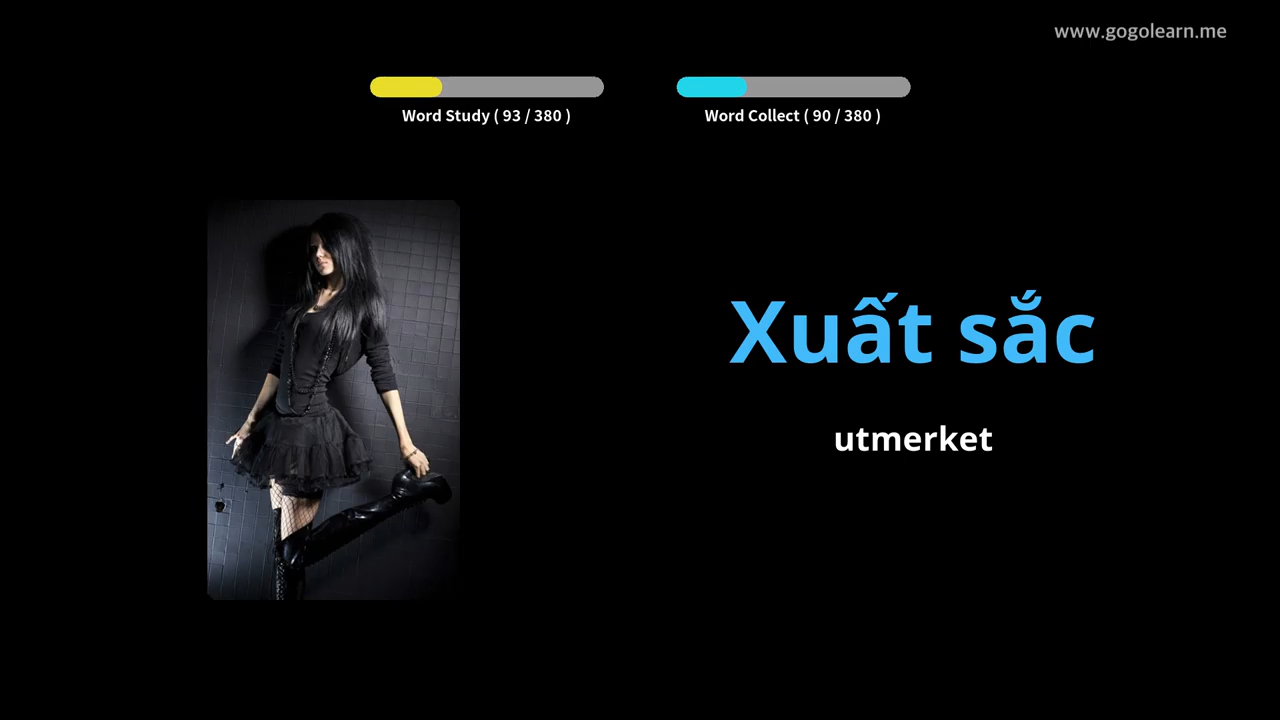 www.gogolearn.me
Word Study ( 93 / 380 )
Word Collect ( 90 / 380 )
Xuất sắc
utmerket